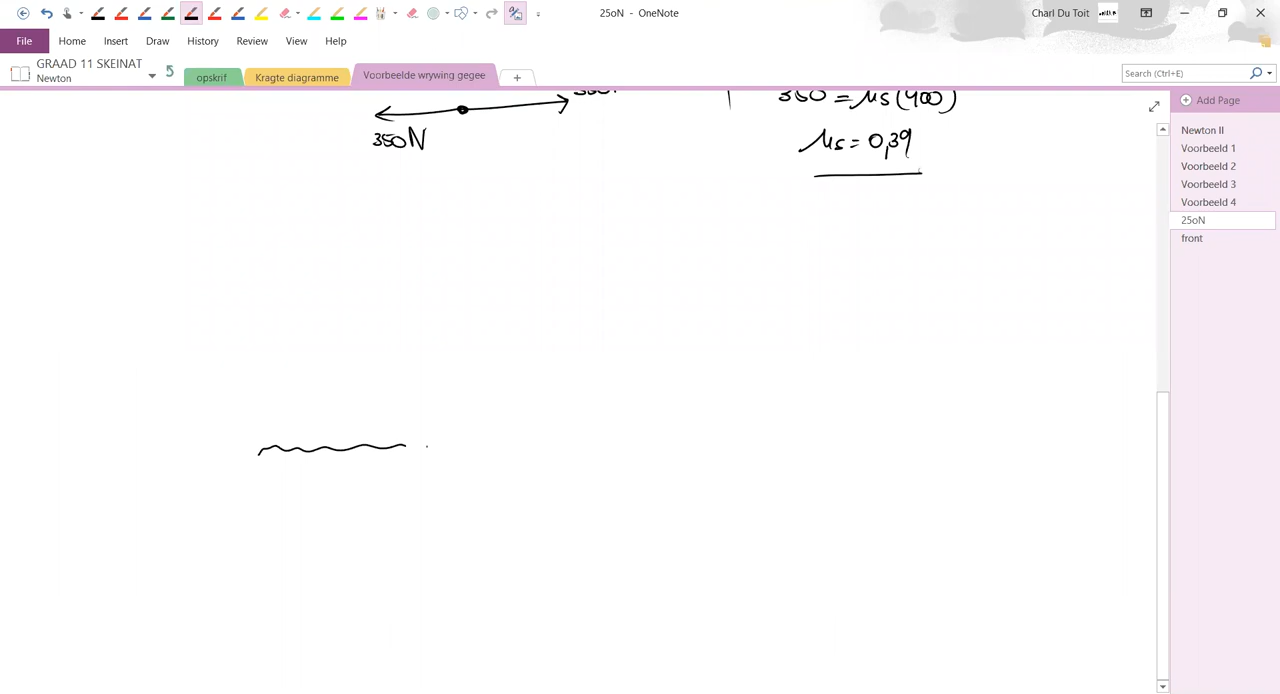 25oN - OneNote
Charl Du Toit
File Home Insert Draw History Review View Help
GRAAD 11 SKEINAT
Newton
opskrif
Kragte diagramme
Voorbeelde wrywing gegee
+
Search (Ctrl+E)
Add Page
Newton II
Voorbeeld 1
Voorbeeld 2
Voorbeeld 3
Voorbeeld 4
25oN
front
350 = μs (900)
350N
μs = 0,39